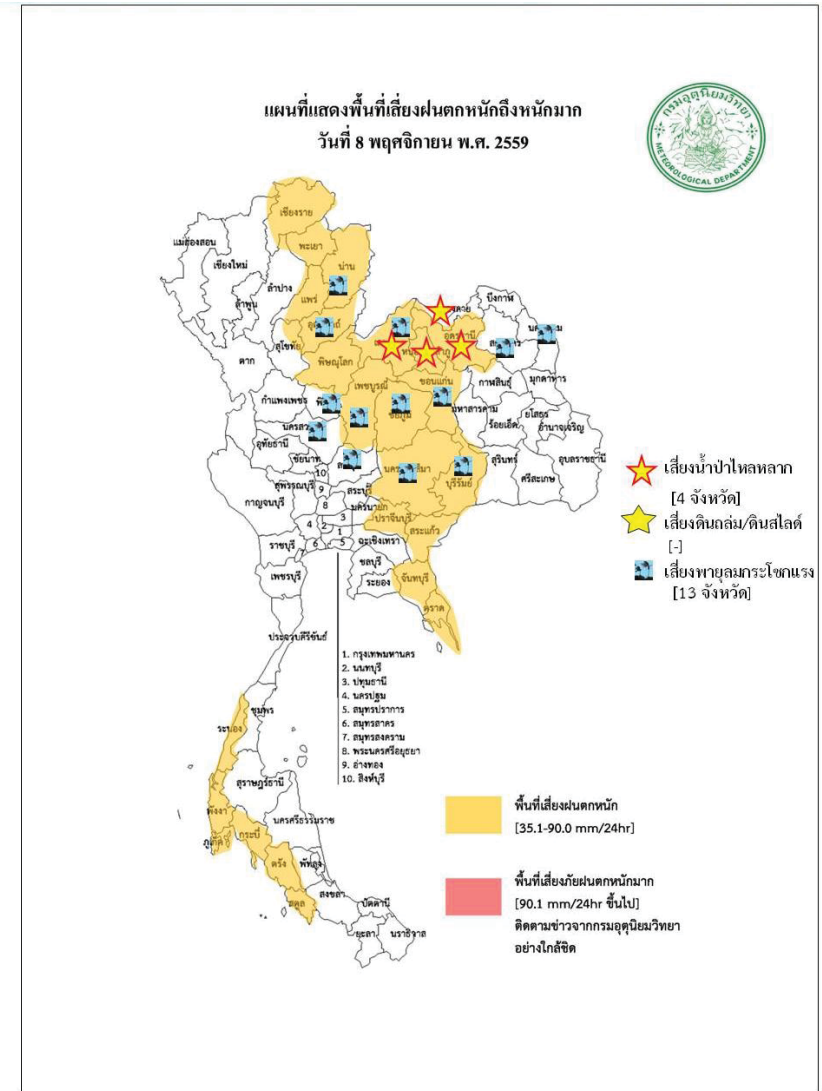 แผนที่แสดงพื้นที่เสี่ยงฝนตกหนักถึงหนักมาก
วันที่ 8 พฤศจิกายน พ.ศ. 2559
กรมอุตุนิยมวิทยา
METEOROLOGICAL DEPARTMENT
เชียงราย
แม่ฮ่องสอน
พะเยา
เชียงใหม่
น่าน
ลำปาง
บึงกาฬ
แพร่
ลำพูน
สุโขทัย
ตาก
พิษณุโลก
เพชรบูรณ์
ขอนแก่น
กาฬสินธุ์
มุกดาหาร
กำแพงเพชร
มหาสารคาม
ยโสธร
ร้อยเอ็ด
อำนาจเจริญ
อุทัยธานี
ชัยนาท
สุรินทร์
อุบลราชธานี
ศรีสะเกษ
บุรีรัมย์
10
สุพรรณบุรี
9
สระบุรี
กาญจนบุรี
8
นครนายก
4
2
3
ปราจีนบุรี
1
สระแก้ว
ราชบุรี
6
5
ฉะเชิงเทรา
7
ชลบุรี
เพชรบุรี
ระยอง
จันทบุรี
ตราด
ประจวบคีรีขันธ์
เสี่ยงน้ำป่าไหลหลาก
[4 จังหวัด]
เสี่ยงดินถล่ม/ดินสไลด์
[-]
เสี่ยงพายุลมกระโชกแรง
[13 จังหวัด]
1. กรุงเทพมหานคร
2. นนทบุรี
3. ปทุมธานี
4. นครปฐม
5. สมุทรปราการ
6. สมุทรสาคร
7. สมุทรสงคราม
8. พระนครศรีอยุธยา
9. อ่างทอง
10. สิงห์บุรี
ชุมพร
ระนอง
สุราษฎร์ธานี
พังงา
นครศรีธรรมราช
ภูเก็ต
กระบี่
ตรัง
พัทลุง
สงขลา
สตูล
ปัตตานี
ยะลา
นราธิวาส
พื้นที่เสี่ยงฝนตกหนัก
[35.1-90.0 mm/24hr]
พื้นที่เสี่ยงภัยฝนตกหนักมาก
[90.1 mm/24hr ขึ้นไป]
ติดตามข่าวจากกรมอุตุนิยมวิทยา
อย่างใกล้ชิด